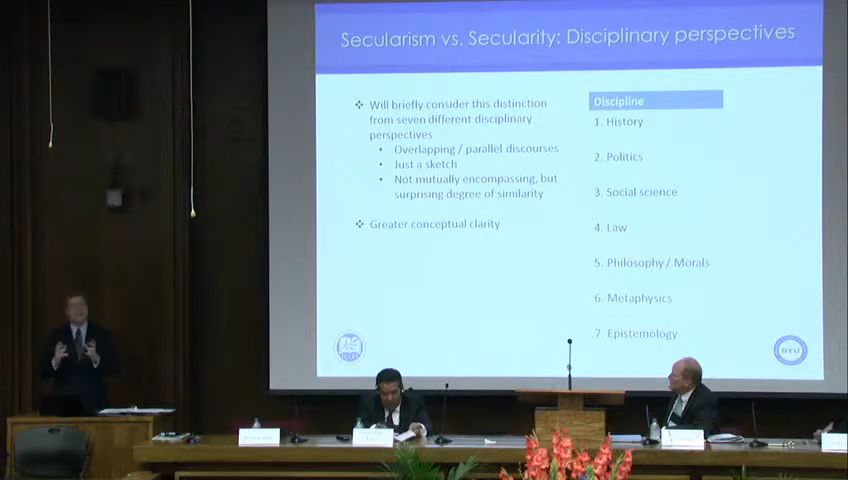 Secularism vs. Secularity: Disciplinary perspectives
Will briefly consider this distinction
from seven different disciplinary
perspectives
Overlapping / parallel discourses
Just a sketch
Not mutually encompassing, but
surprising degree of similarity
Greater conceptual clarity
Discipline
1. History
2. Politics
3. Social science
4. Law
5. Philosophy / Morals
6. Metaphysics
7 Epistemology
BYU